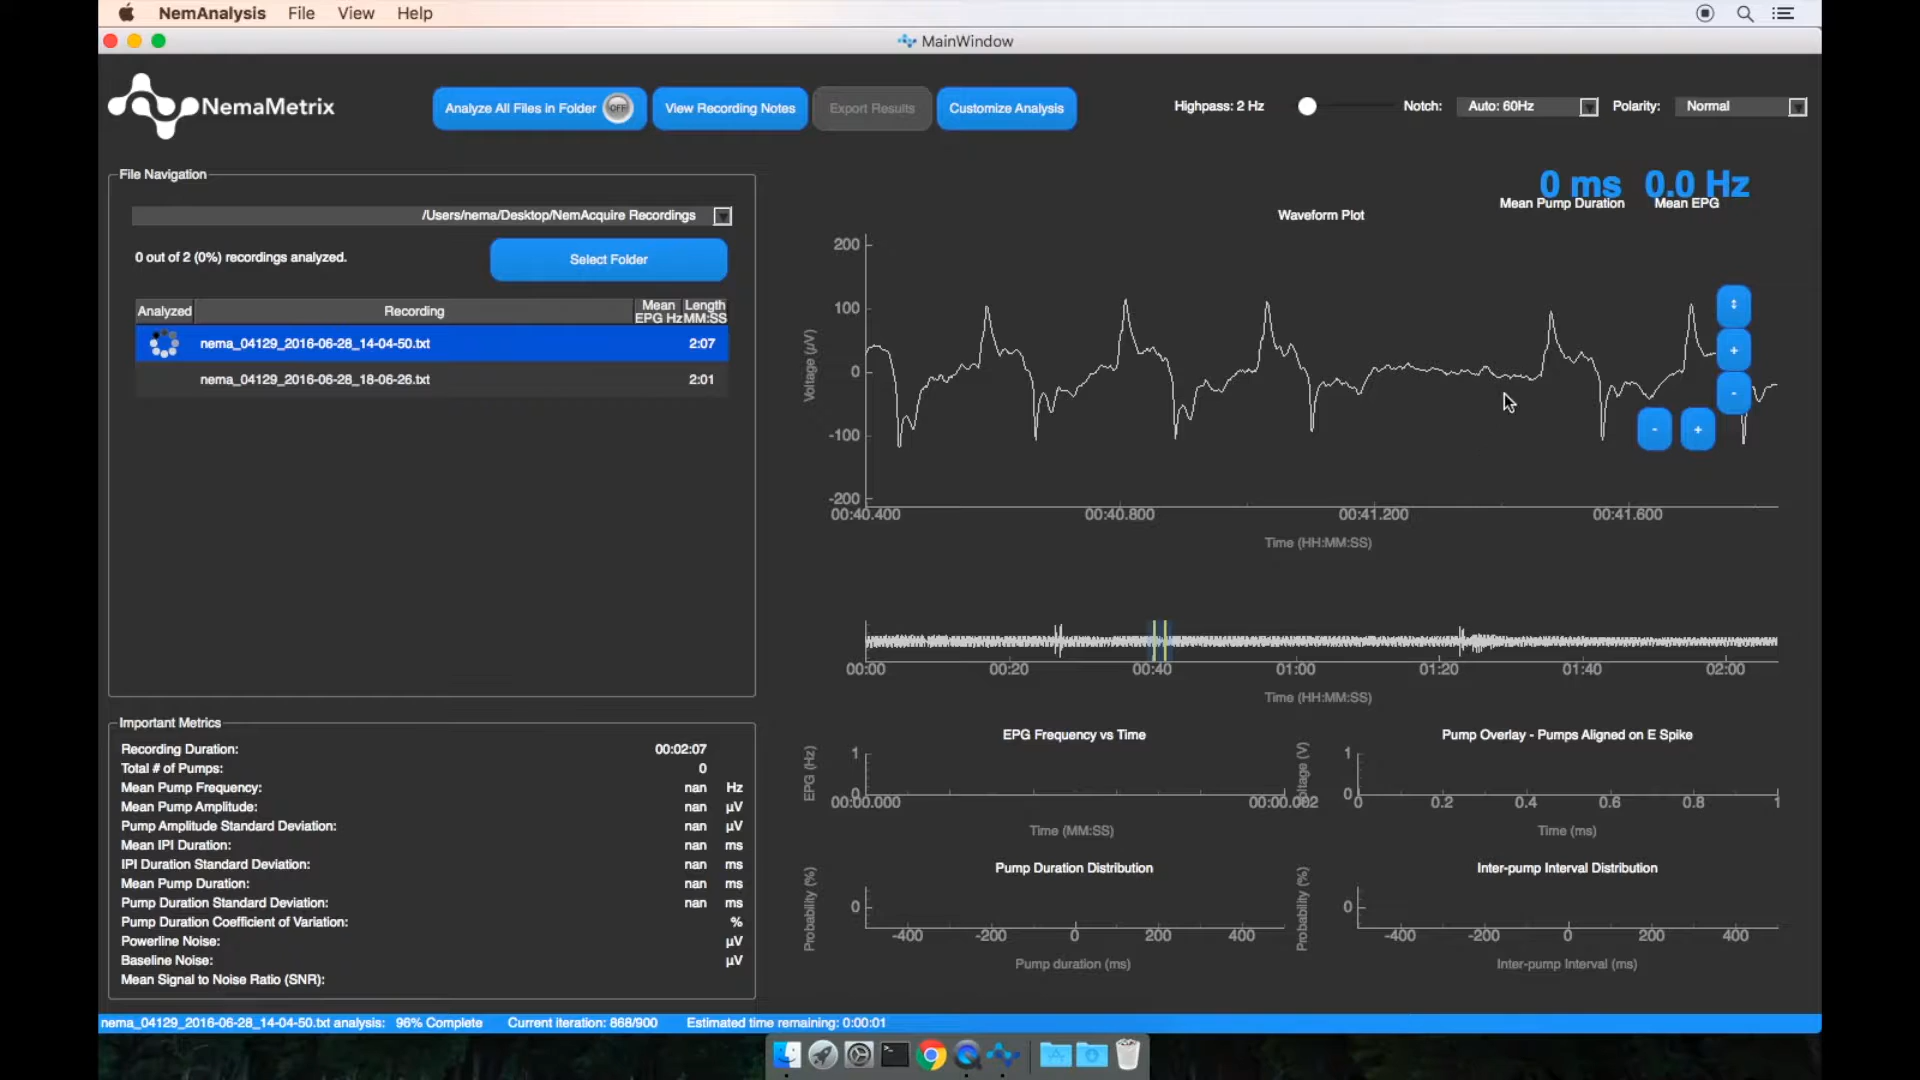 NemAnalysis File View Help
MainWindow
NemaMetrix
Analyze All Files in Folder OFF View Recording Notes Export Results Customize Analysis
Highpass: 2 Hz Notch: Auto: 60Hz Polarity: Normal
File Navigation
/Users/nema/Desktop/NemAcquire Recordings
0 out of 2 (0%) recordings analyzed.
Select Folder
Analyzed Recording Mean EPG Hz Length MM:SS
nema_04129_2016-06-28_14-04-50.txt 2:07
nema_04129_2016-06-28_18-06-26.txt 2:01
Important Metrics
Recording Duration: 00:02:07
Total # of Pumps: 0
Mean Pump Frequency: nan Hz
Mean Pump Amplitude: nan µV
Pump Amplitude Standard Deviation: nan µV
Mean IPI Duration: nan ms
IPI Duration Standard Deviation: nan ms
Mean Pump Duration: nan ms
Pump Duration Standard Deviation: nan ms
Pump Duration Coefficient of Variation: %
Powerline Noise: µV
Baseline Noise: µV
Mean Signal to Noise Ratio (SNR):
0 ms 0.0 Hz
Mean Pump Duration Mean EPG
Waveform Plot
Voltage (µV)
200
100
0
-100
-200
+
-
- +
00:40.400 00:40.800 00:41.200 00:41.600
Time (HH:MM:SS)
00:00 00:20 00:40 01:00 01:20 01:40 02:00
Time (HH:MM:SS)
EPG Frequency vs Time
EPG (Hz)
1
0
00:00.000 00:00.002
Time (MM:SS)
Pump Overlay - Pumps Aligned on E Spike
Voltage (V)
1
0
0 0.2 0.4 0.6 0.8 1
Time (ms)
Pump Duration Distribution
Probability (%)
0
-400 -200 0 200 400
Pump duration (ms)
Inter-pump Interval Distribution
Probability (%)
0
-400 -200 0 200 400
Inter-pump Interval (ms)
nema_04129_2016-06-28_14-04-50.txt analysis: 96% Complete Current iteration: 868/900 Estimated time remaining: 0:00:01